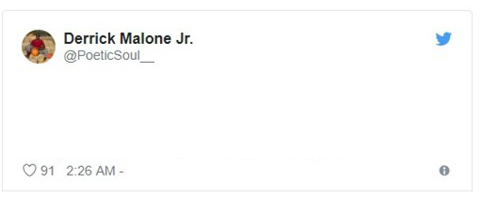 Derrick Malone Jr.
@PoeticSoul__
91 2:26 AM -